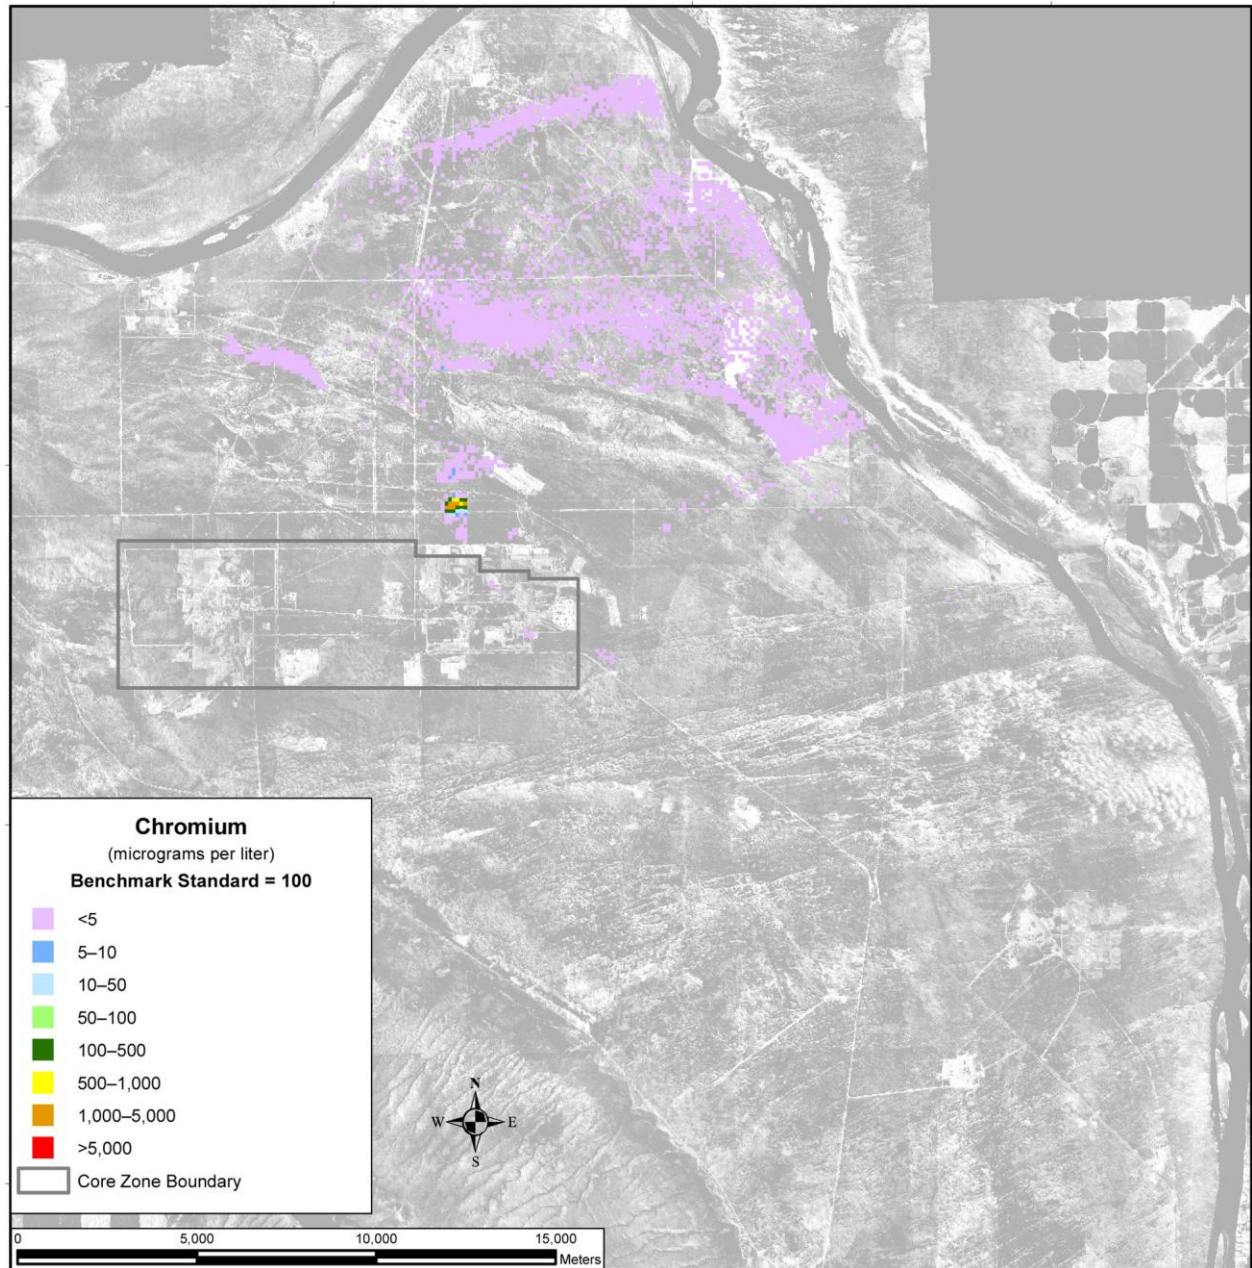 Chromium
(micrograms per liter)
Benchmark Standard = 100
<5
5–10
10–50
50–100
100–500
500–1,000
1,000–5,000
>5,000
Core Zone Boundary
N
W E
S
0 5,000 10,000 15,000
Meters